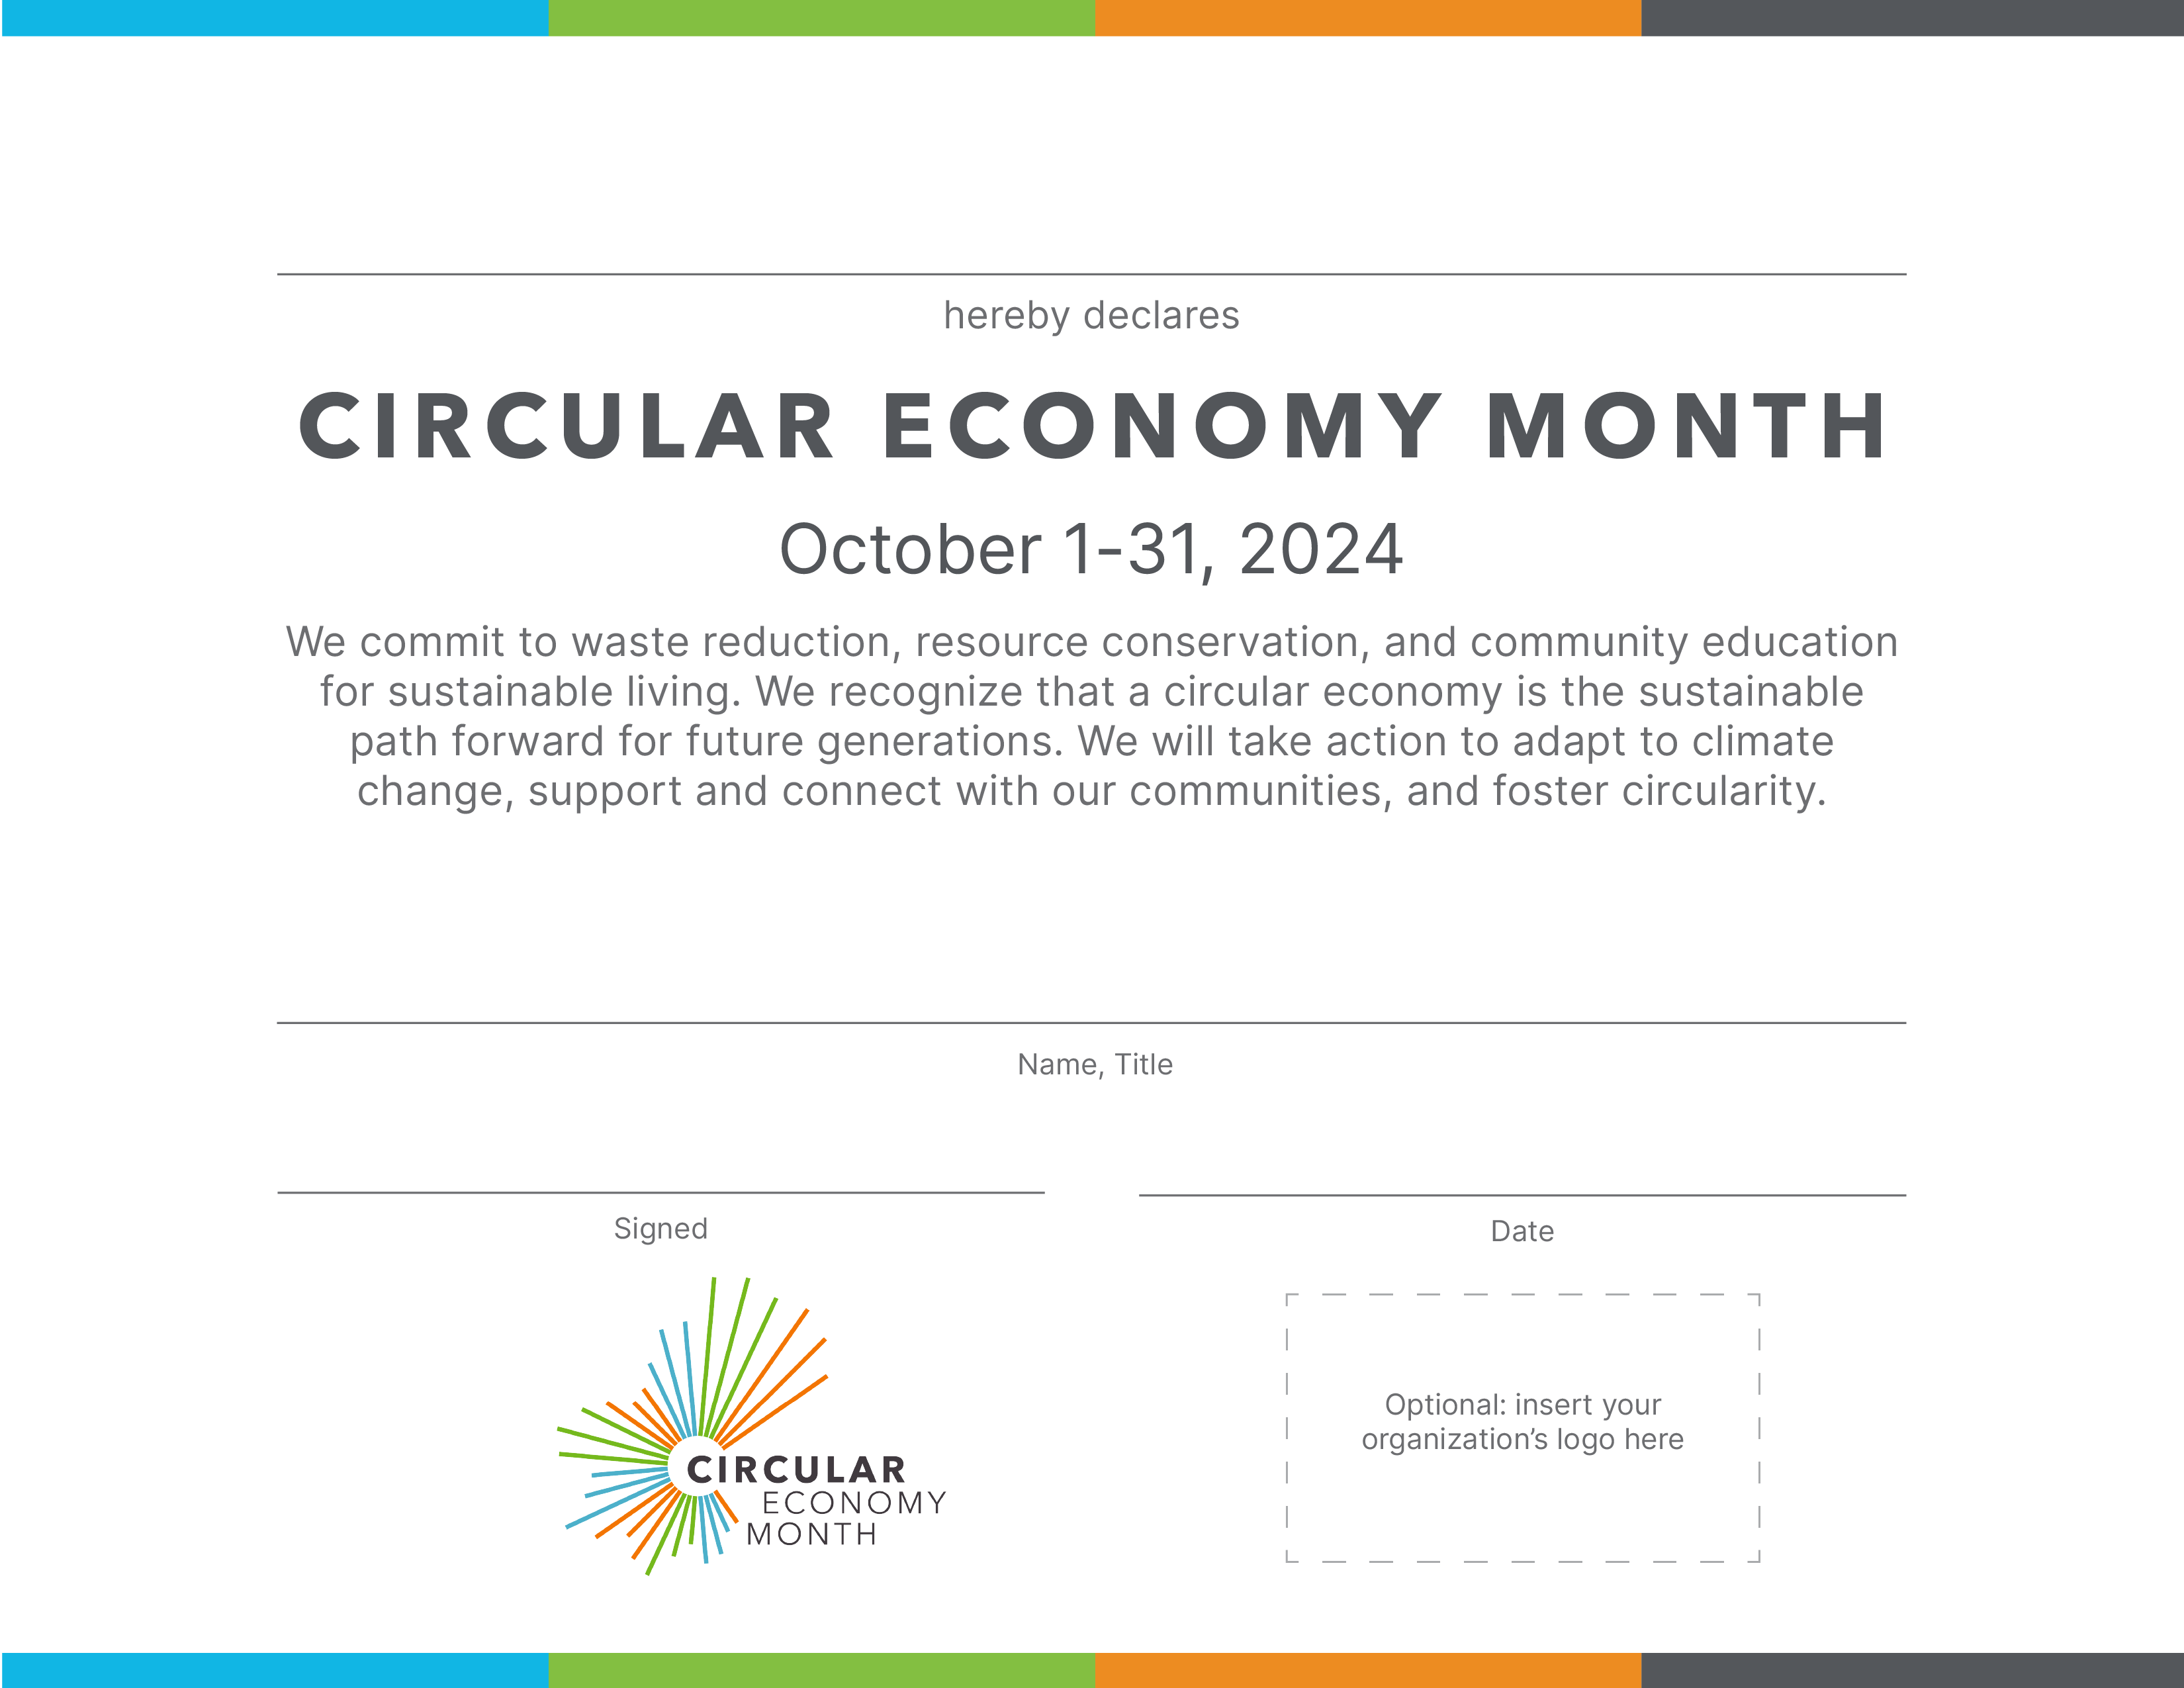 hereby declares
CIRCULAR ECONOMY MONTH
October 1-31, 2024
We commit to waste reduction, resource conservation, and community education
for sustainable living. We recognize that a circular economy is the sustainable
path forward for future generations. We will take action to adapt to climate
change, support and connect with our communities, and foster circularity.
Name, Title
Signed
Date
CIRCULAR
ECONOMY
MONTH
Optional: insert your
organization’s logo here